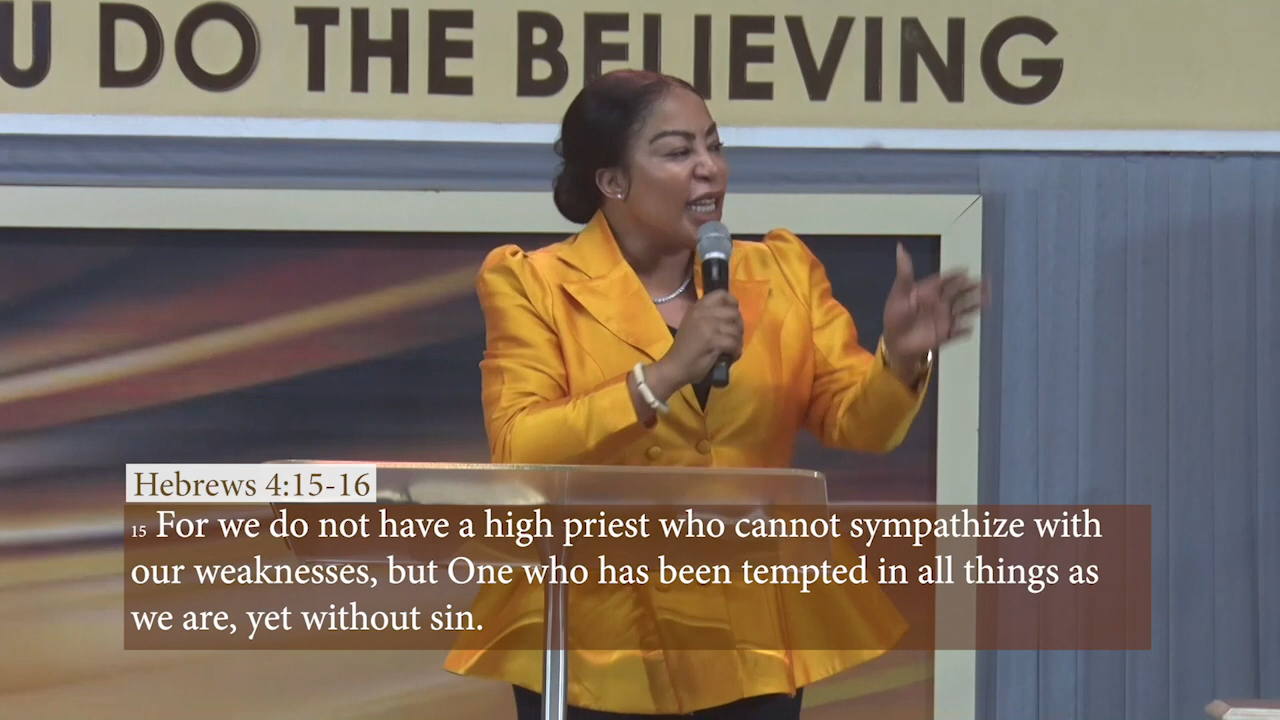 U DO THE BELIEVING
Hebrews 4:15-16
15 For we do not have a high priest who cannot sympathize with
our weaknesses, but One who has been tempted in all things as
we are, yet without sin.